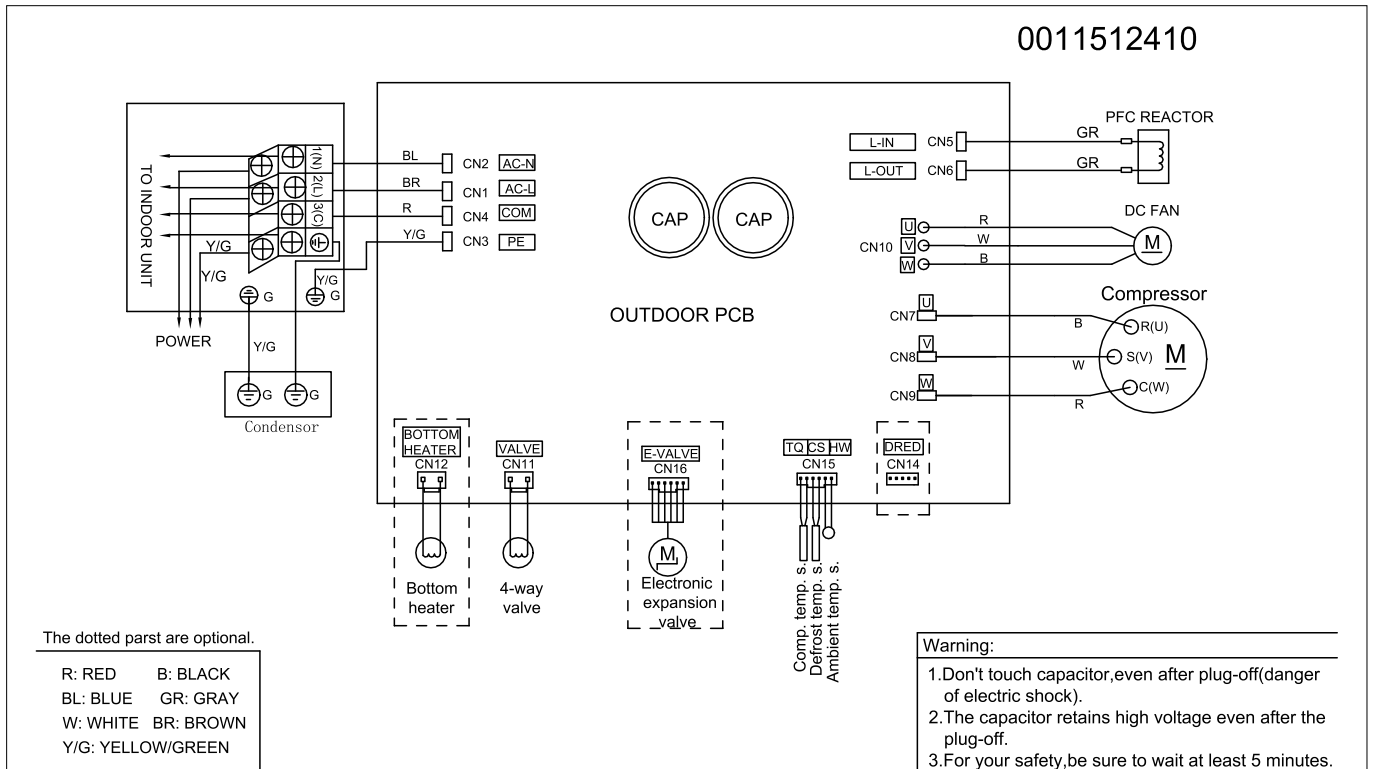 0011512410
TO INDOOR UNIT
1(N)
2(L)
3(C)
Y/G
Y/G
G
Y/G
G
POWER
Y/G
G
G
Condensor
BL
CN2
AC-N
BR
CN1
AC-L
R
CN4
COM
Y/G
CN3
PE
CAP
CAP
OUTDOOR PCB
L-IN
CN5
GR
PFC REACTOR
L-OUT
CN6
GR
DC FAN
CN10
U
V
W
R
W
B
M
Compressor
U
CN7
B
R(U)
V
CN8
W
S(V)
M
W
CN9
R
C(W)
BOTTOM
HEATER
CN12
Bottom
heater
VALVE
CN11
4-way
valve
E-VALVE
CN16
M
Electronic
expansion
valve
TQ CS HW
CN15
Comp. temp. s.
Defrost temp. s.
Ambient temp. s.
DRED
CN14
The dotted parst are optional.
R: RED B: BLACK
BL: BLUE GR: GRAY
W: WHITE BR: BROWN
Y/G: YELLOW/GREEN
Warning:
1.Don't touch capacitor,even after plug-off(danger
of electric shock).
2.The capacitor retains high voltage even after the
plug-off.
3.For your safety,be sure to wait at least 5 minutes.